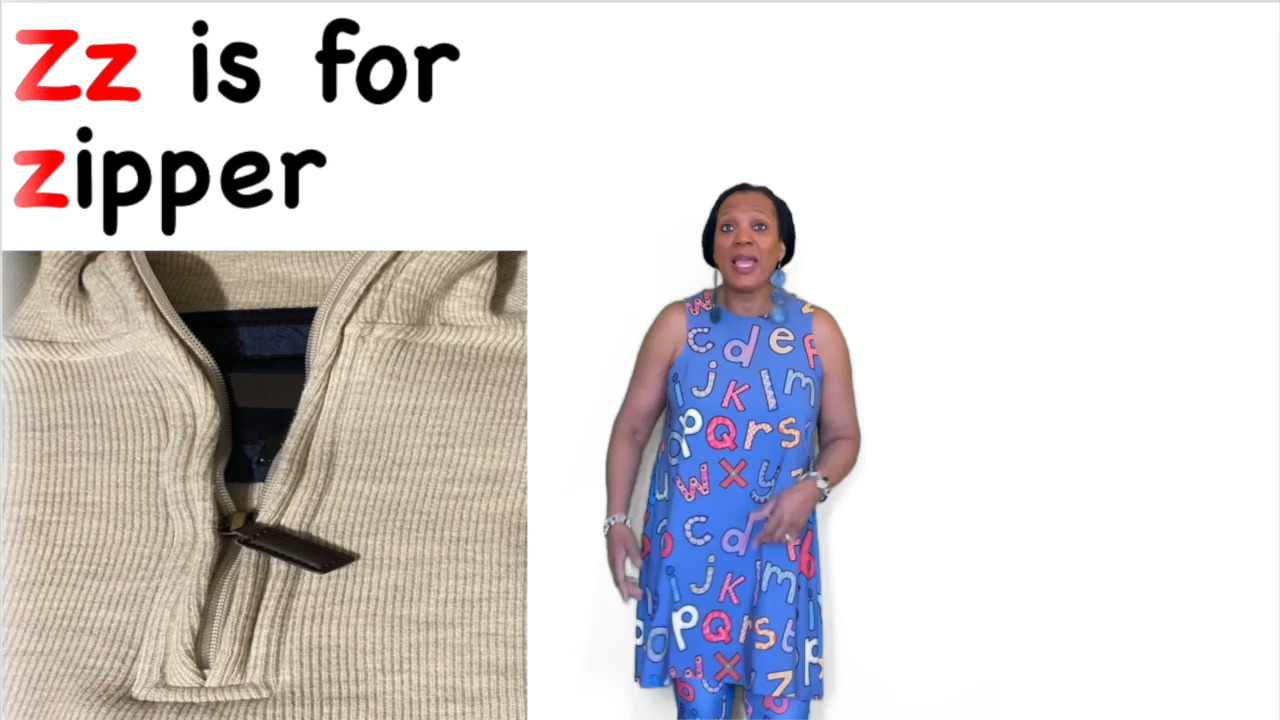 Zz is for
zipper
w
c d e f
i j k l m
p Q r s
u w x y z
c d
i j k m
p Q r s t
w x
z